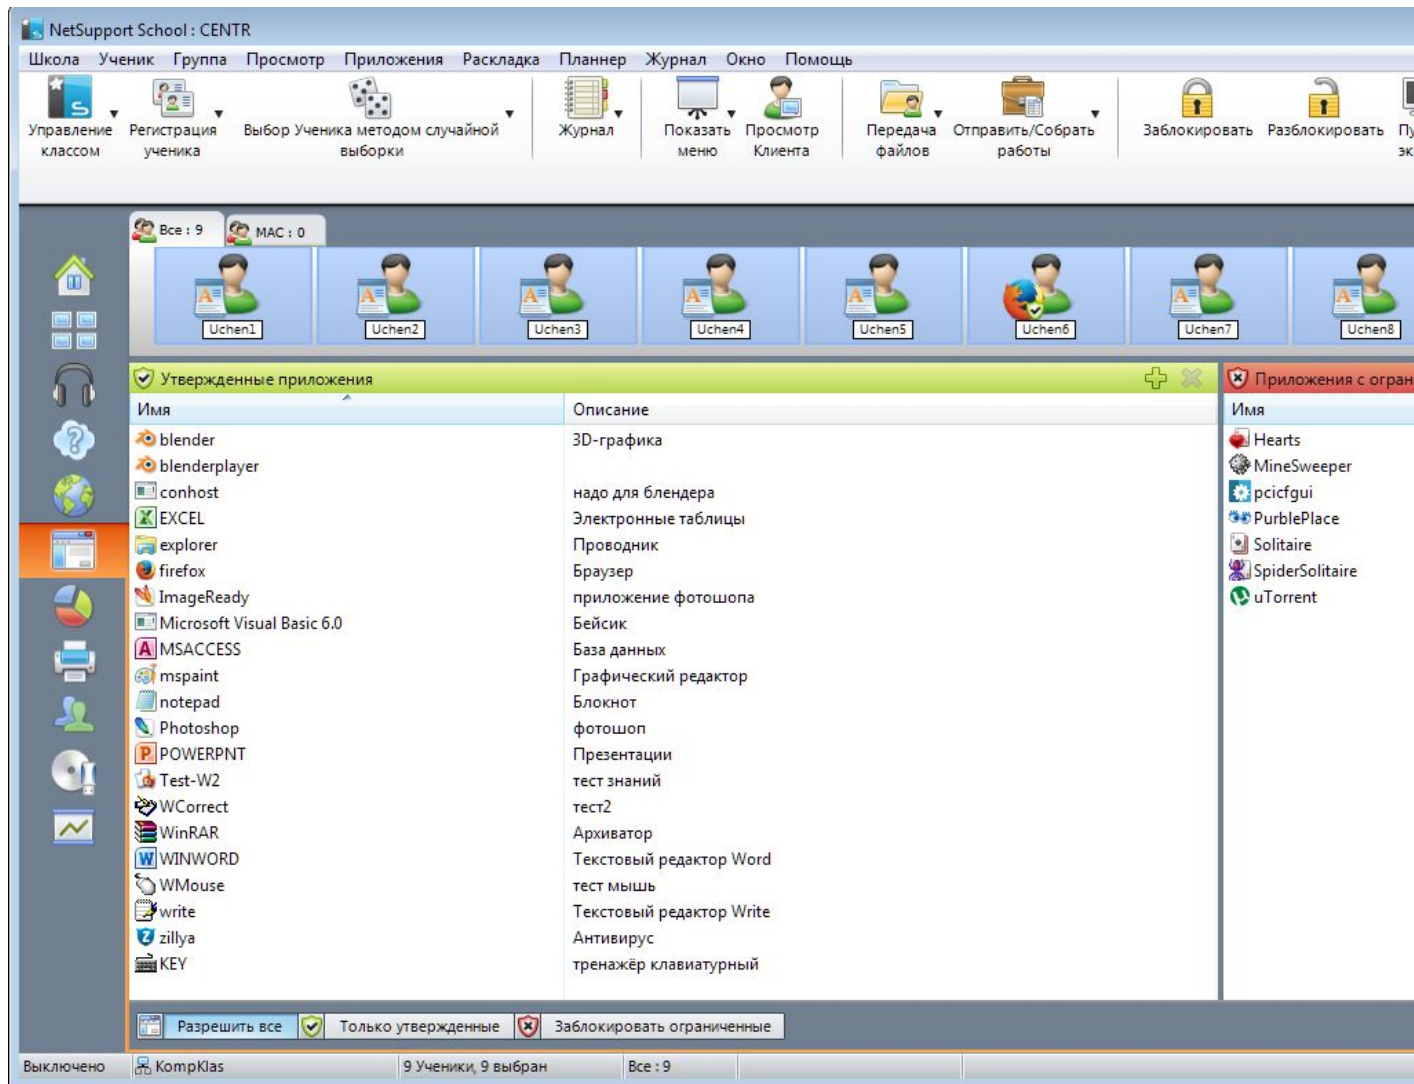 NetSupport School : CENTR
Школа Ученик Группа Просмотр Приложения Раскладка Планнер Журнал Окно Помощь
Управление классом
Регистрация ученика
Выбор Ученика методом случайной выборки
Журнал
Показать меню
Просмотр Клиента
Передача файлов
Отправить/Собрать работы
Заблокировать
Разблокировать
Все : 9
MAC : 0
Uchen1
Uchen2
Uchen3
Uchen4
Uchen5
Uchen6
Uchen7
Uchen8
Утвержденные приложения
Имя Описание
blender 3D-графика
blenderplayer
conhost надо для блендера
EXCEL Электронные таблицы
explorer Проводник
firefox Браузер
ImageReady приложение фотошопа
Microsoft Visual Basic 6.0 Бейсик
MSACCESS База данных
mspaint Графический редактор
notepad Блокнот
Photoshop фотошоп
POWERPNT Презентации
Test-W2 тест знаний
WCorrect тест2
WinRAR Архиватор
WINWORD Текстовый редактор Word
WMouse тест мышь
write Текстовый редактор Write
zillya Антивирус
KEY тренажёр клавиатурный
Приложения с огран
Имя
Hearts
MineSweeper
pcicfgui
PurblePlace
Solitaire
SpiderSolitaire
uTorrent
Разрешить все Только утвержденные Заблокировать ограниченные
Выключено KompKlas 9 Ученики, 9 выбран Все : 9